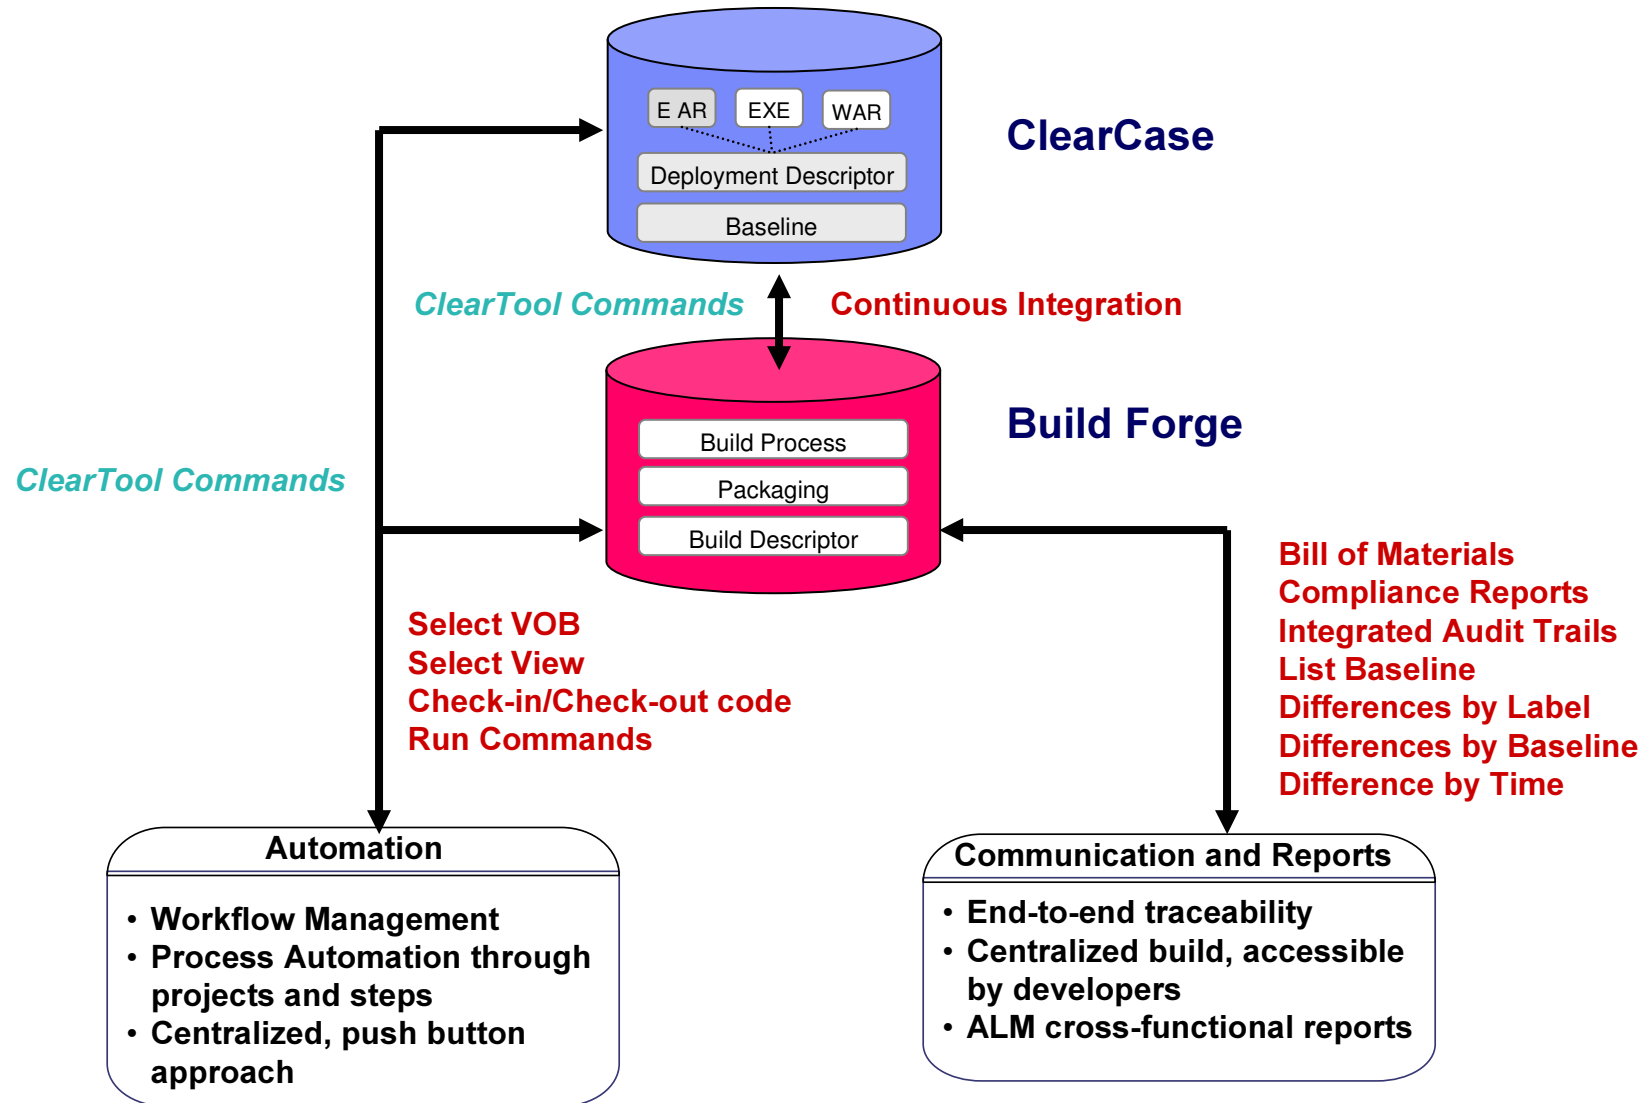 E AR
EXE
WAR
Deployment Descriptor
Baseline
ClearCase
ClearTool Commands
Continuous Integration
Build Forge
Build Process
Packaging
Build Descriptor
ClearTool Commands
Select VOB
Select View
Check-in/Check-out code
Run Commands
Bill of Materials
Compliance Reports
Integrated Audit Trails
List Baseline
Differences by Label
Differences by Baseline
Difference by Time
Automation
• Workflow Management
• Process Automation through
projects and steps
• Centralized, push button
approach
Communication and Reports
• End-to-end traceability
• Centralized build, accessible
by developers
• ALM cross-functional reports